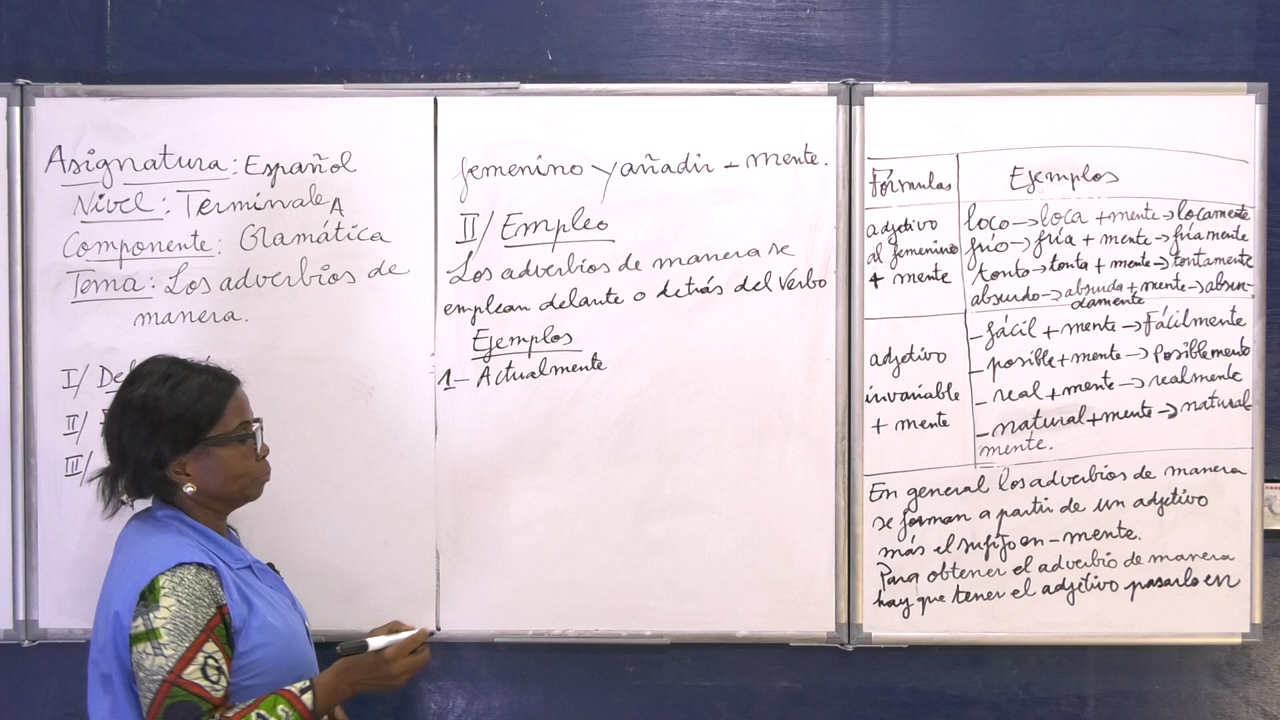 Asignatura: Español
Nivel: Terminale A
Componente: Gramática
Tema: Los adverbios de
manera.
I/
II/
III/
femenino y añadir - mente.
II/ Empleo
Los adverbios de manera se
emplean delante o detrás del Verbo
Ejemplos
1- Actualmente
Fórmulas
Ejemplos
adjetivo
al femenino
+ mente
loco → loca + mente → locamente
frío → fría + mente → fríamente
tonto → tonta + mente → tontamente
absurdo → absurda + mente → absur-
damente
adjetivo
invariable
+ mente
- fácil + mente → Fácilmente
- posible + mente → Posiblemente
- real + mente → realmente
- natural + mente → natural
mente.
En general los adverbios de manera
se forman a partir de un adjetivo
más el sufijo en - mente.
Para obtener el adverbio de manera
hay que tener el adjetivo pasarlo en